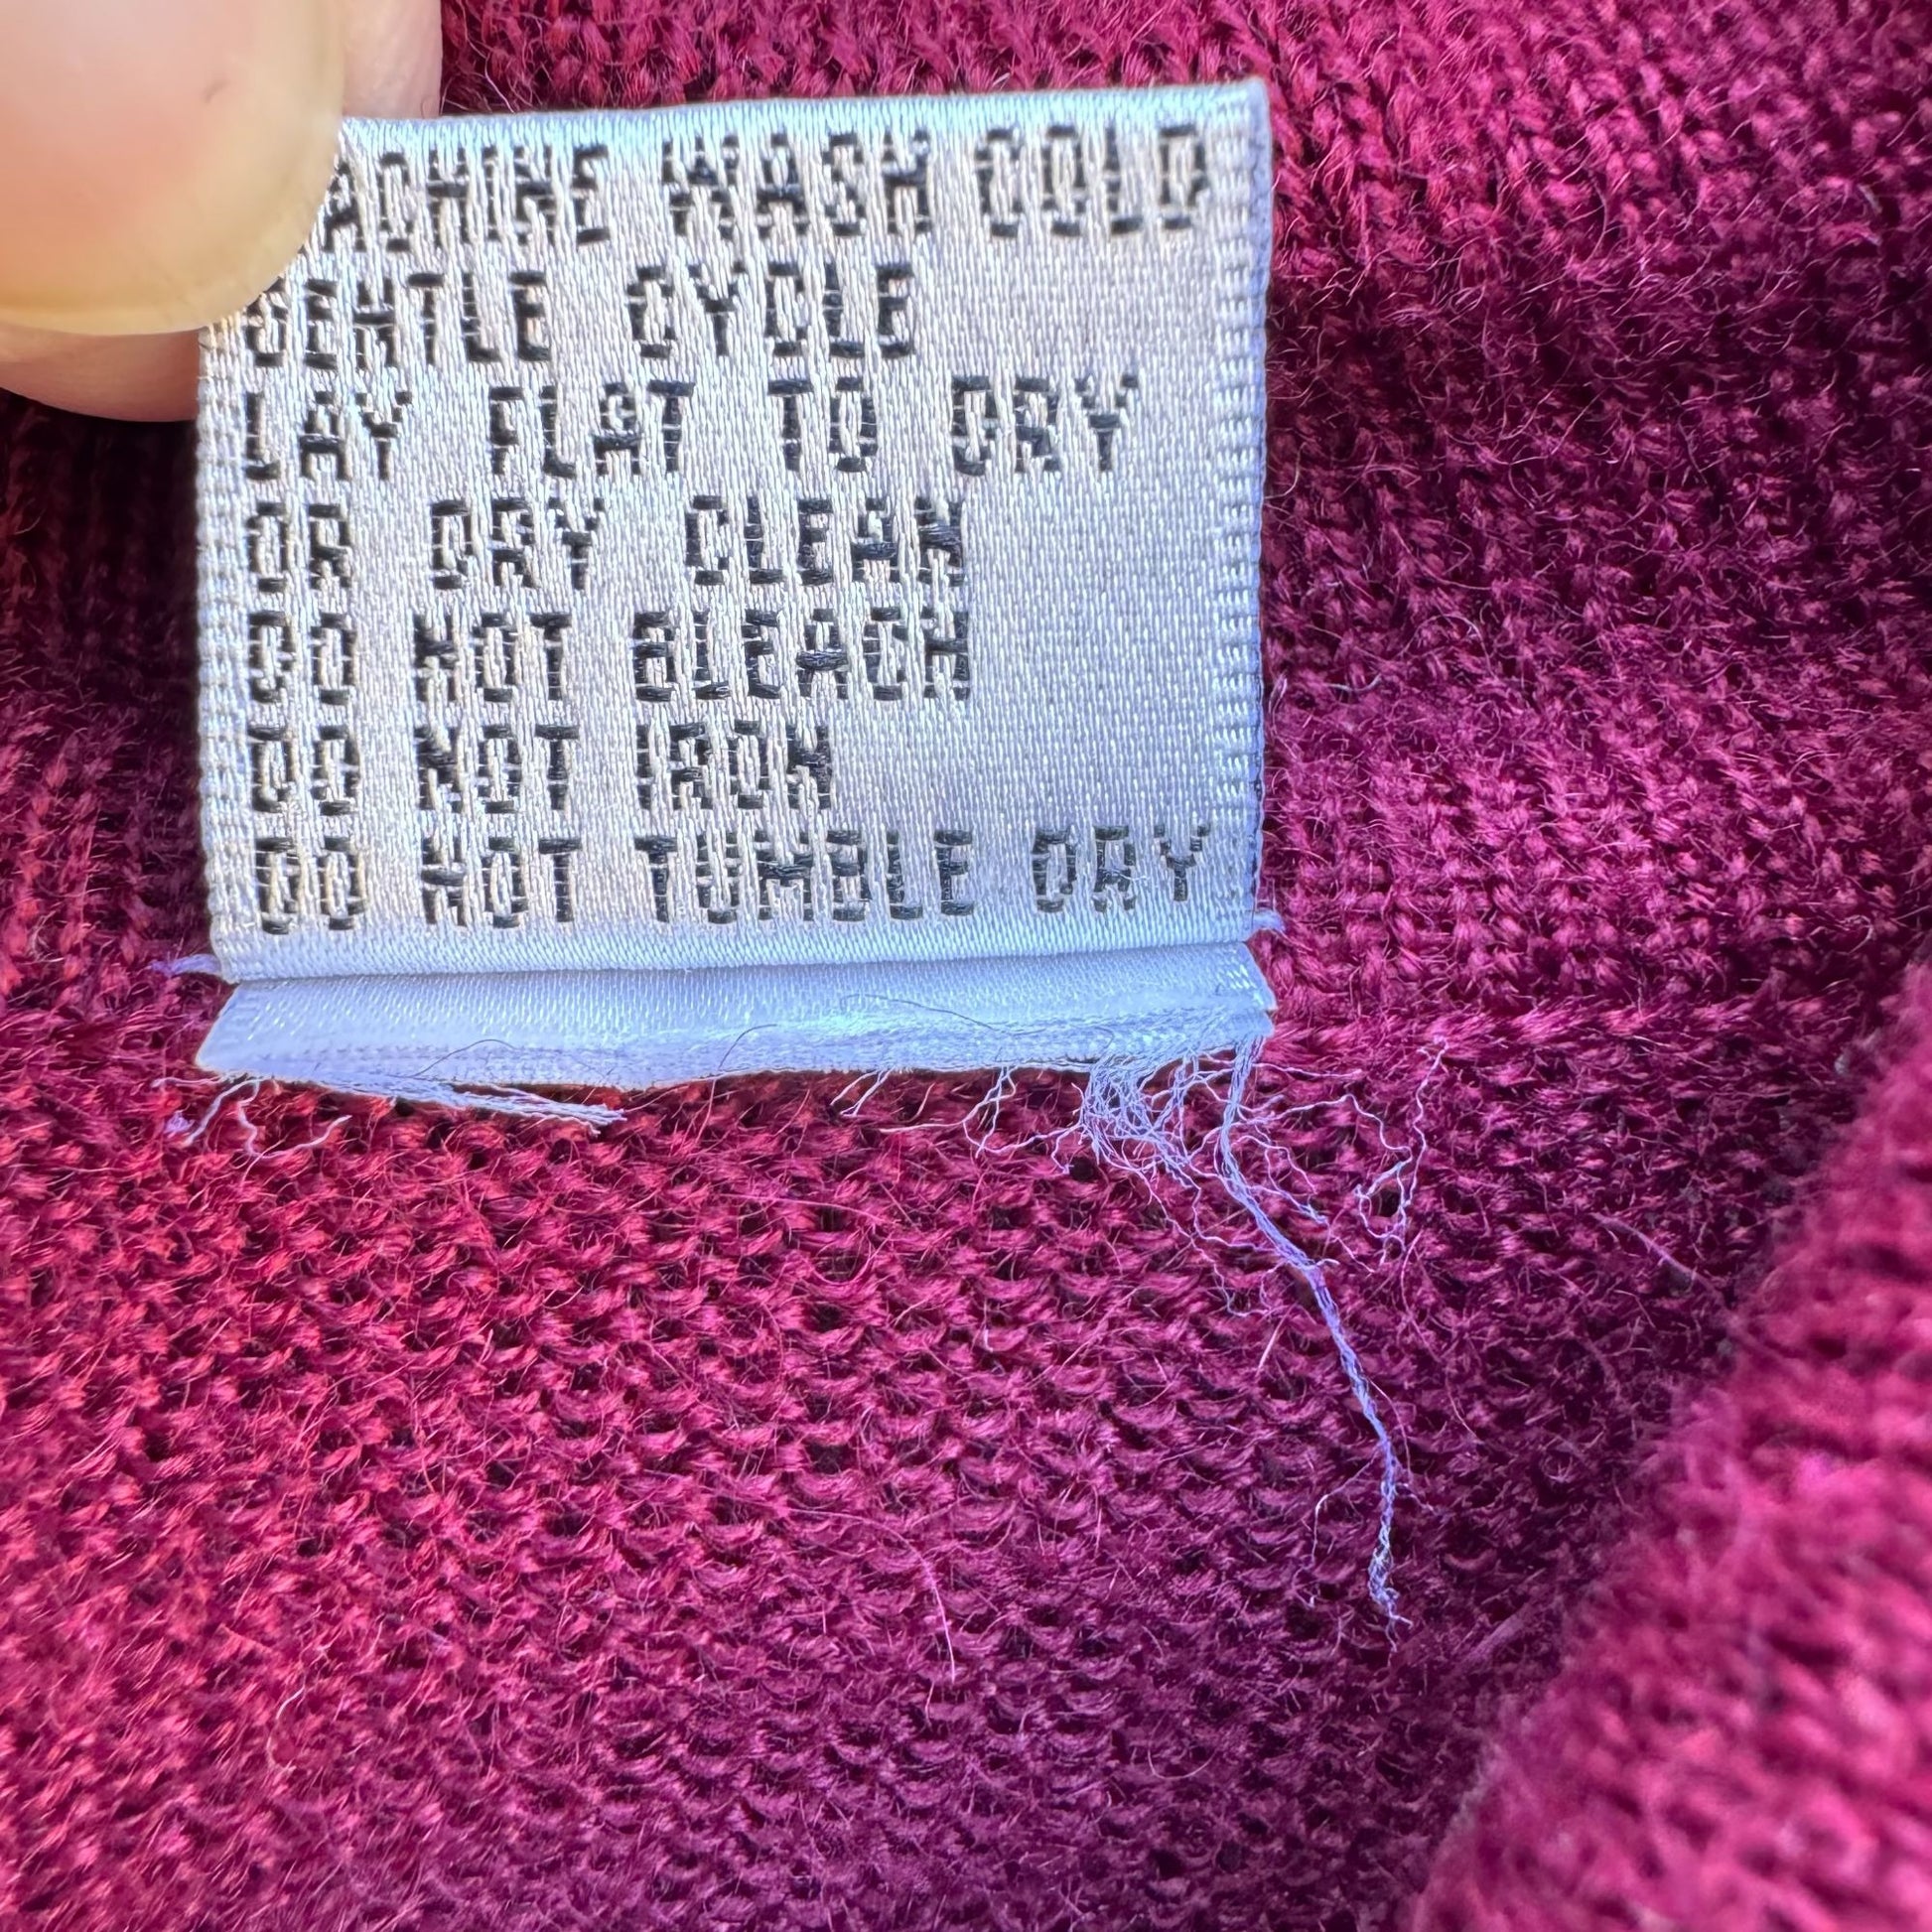 MACHINE WASH COLD
GENTLE CYCLE
LAY FLAT TO DRY
OR DRY CLEAN
DO NOT BLEACH
DO NOT IRON
DO NOT TUMBLE DRY